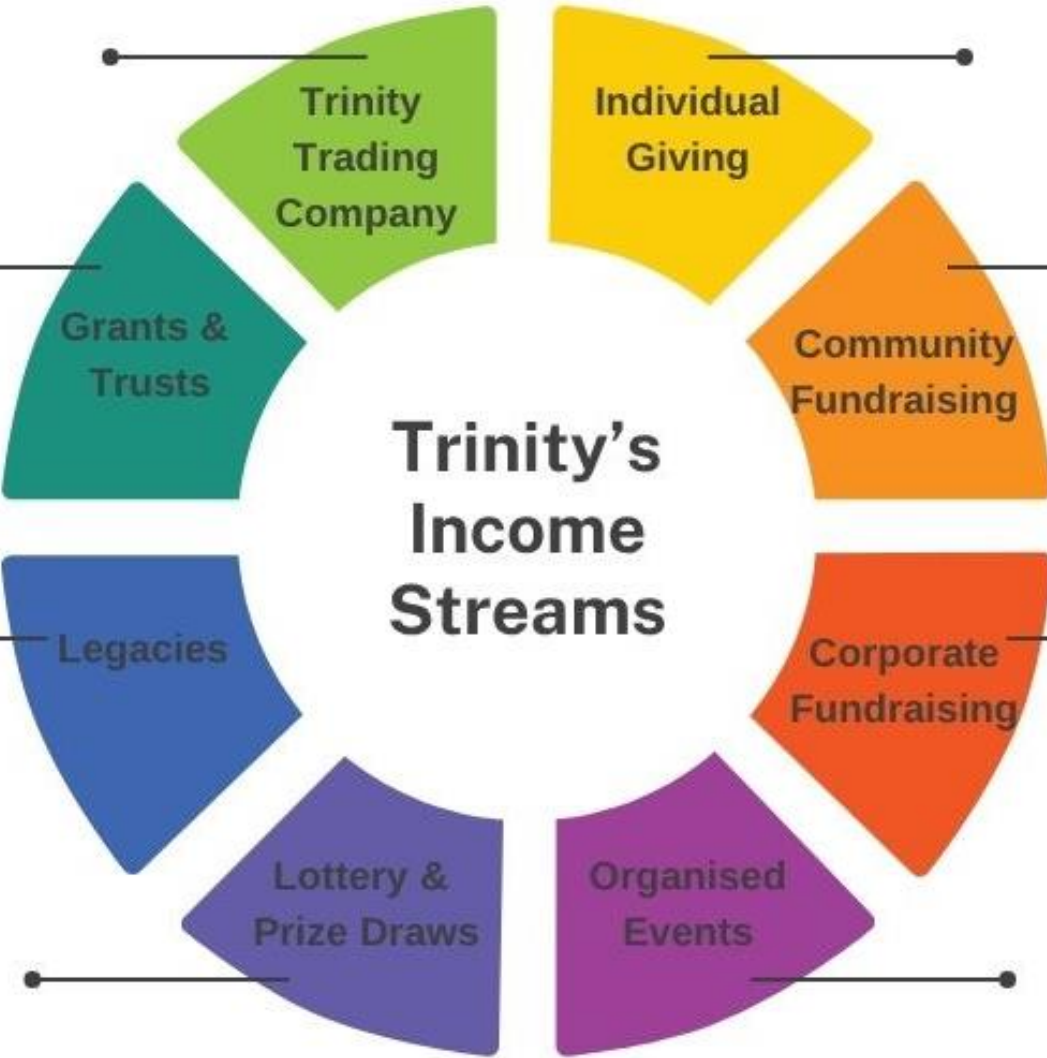 Trinity
Trading
Company
Individual
Giving
Community
Fundraising
Corporate
Fundraising
Organised
Events
Lottery &
Prize Draws
Legacies
Grants &
Trusts
Trinity’s
Income
Streams